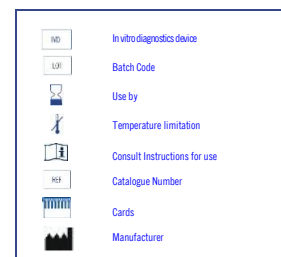 IVD In vitro diagnostics device
LOT Batch Code
Use by
Temperature limitation
i Consult Instructions for use
REF Catalogue Number
Cards
Manufacturer